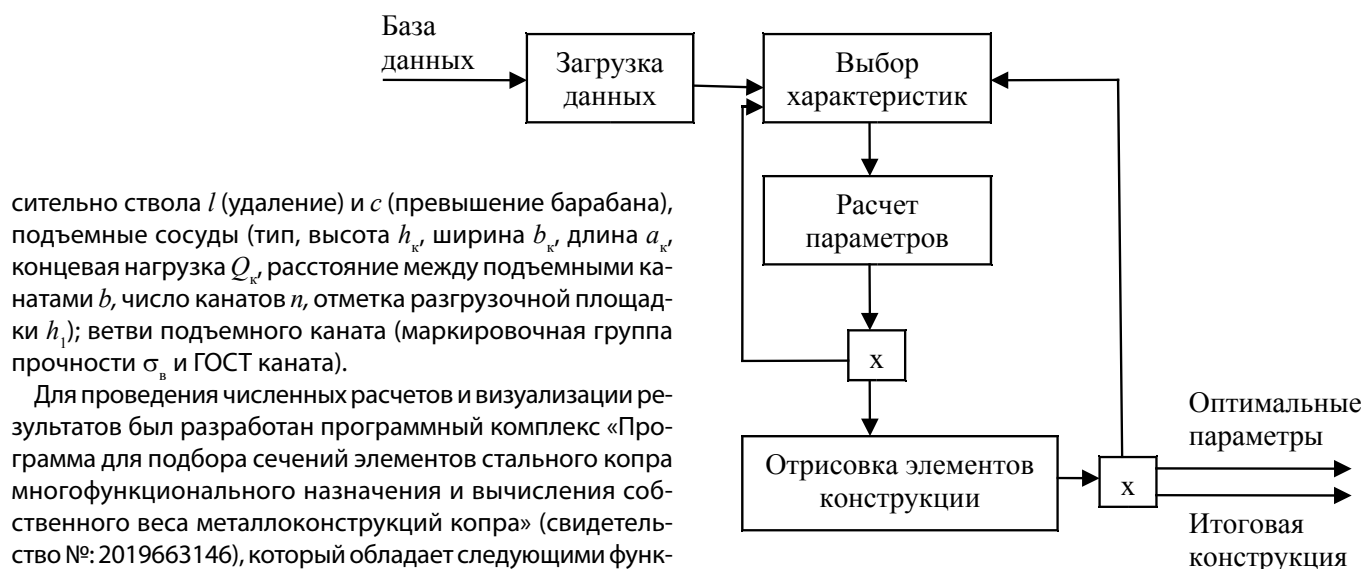 База
данных
Загрузка
данных
Выбор
характеристик
Расчет
параметров
x
Отрисовка элементов
конструкции
x
Оптимальные
параметры
Итоговая
конструкция
сительно ствола l (удаление) и c (превышение барабана),
подъемные сосуды (тип, высота hк, ширина bк, длина aк,
концевая нагрузка Qк, расстояние между подъемными ка-
натами b, число канатов n, отметка разгрузочной площад-
ки h1); ветви подъемного каната (маркировочная группа
прочности σв и ГОСТ каната).
Для проведения численных расчетов и визуализации ре-
зультатов был разработан программный комплекс «Про-
грамма для подбора сечений элементов стального копра
многофункционального назначения и вычисления соб-
ственного веса металлоконструкций копра» (свидетель-
ство №: 2019663146), который обладает следующими функ-